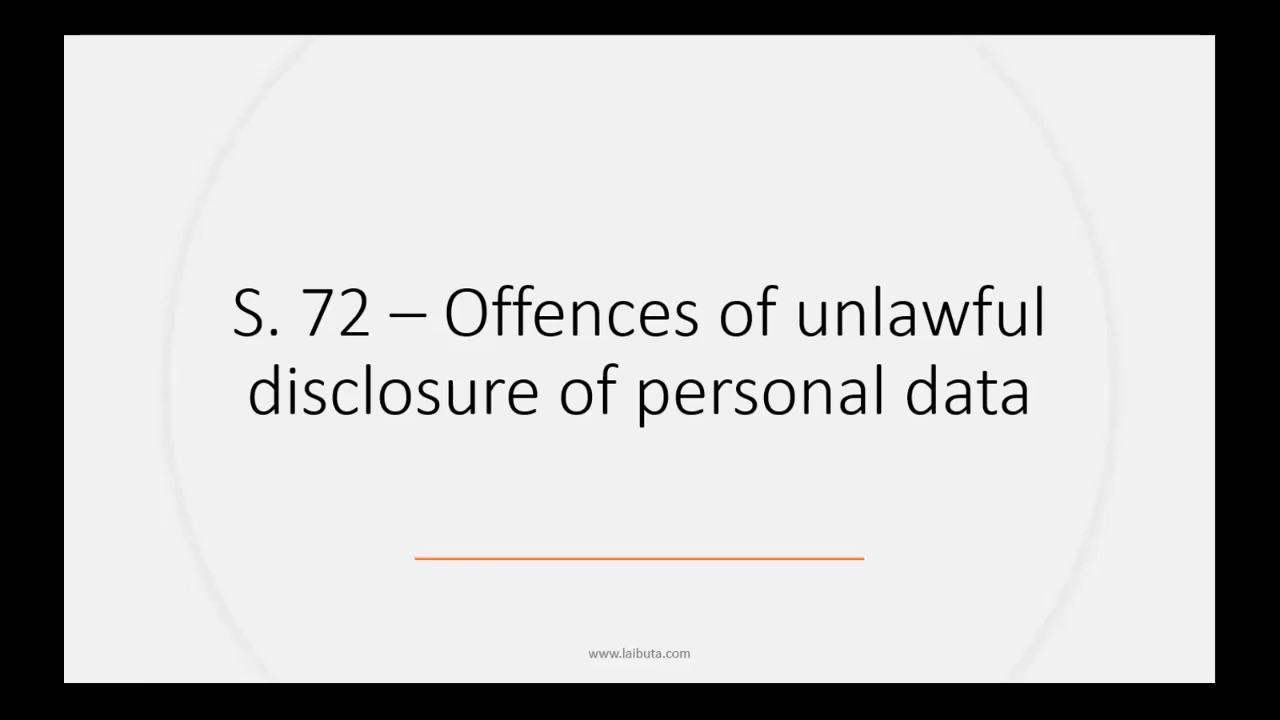 S. 72 – Offences of unlawful
disclosure of personal data
www.laibuta.com